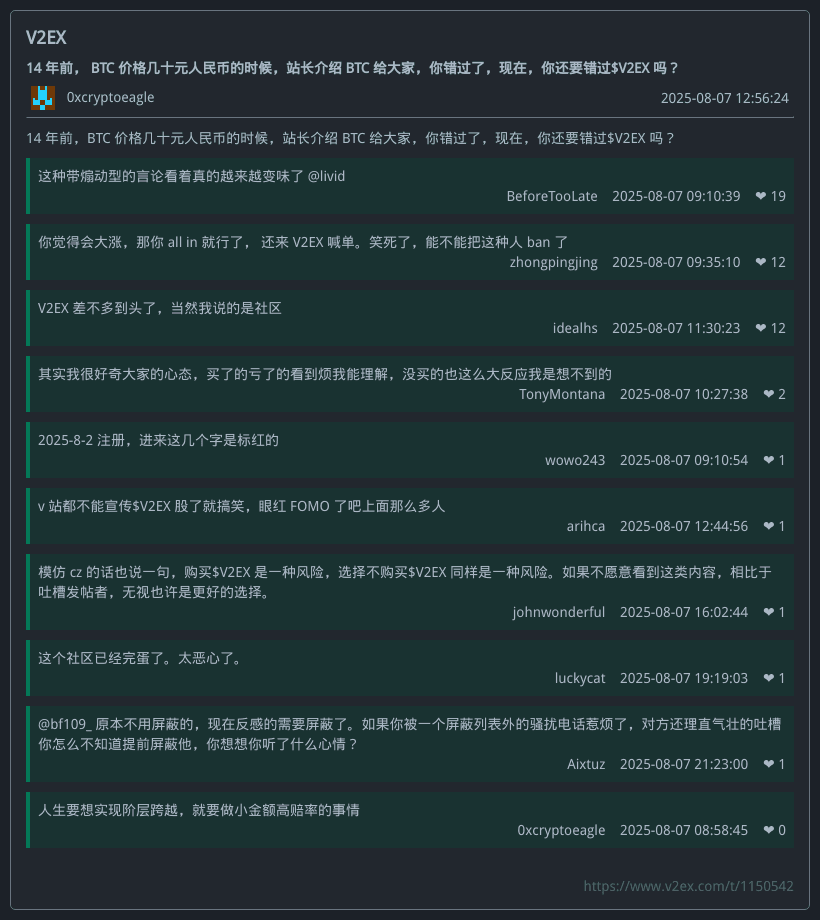 V2EX
14 年前， BTC 价格几十元人民币的时候，站长介绍 BTC 给大家，你错过了，现在，你还要错过$V2EX 吗？
0xcryptoeagle 2025-08-07 12:56:24
14 年前，BTC 价格几十元人民币的时候，站长介绍 BTC 给大家，你错过了，现在，你还要错过$V2EX 吗？
这种带煽动型的言论看着真的越来越变味了 @livid
BeforeTooLate 2025-08-07 09:10:39 ❤ 19
你觉得会大涨，那你 all in 就行了， 还来 V2EX 喊单。笑死了，能不能把这种人 ban 了
zhongpingjing 2025-08-07 09:35:10 ❤ 12
V2EX 差不多到头了，当然我说的是社区
idealhs 2025-08-07 11:30:23 ❤ 12
其实我很好奇大家的心态，买了的亏了的看到烦我能理解，没买的也这么大反应我是想不到的
TonyMontana 2025-08-07 10:27:38 ❤ 2
2025-8-2 注册，进来这几个字是标红的
wowo243 2025-08-07 09:10:54 ❤ 1
v 站都不能宣传$V2EX 股了就搞笑，眼红 FOMO 了吧上面那么多人
arihca 2025-08-07 12:44:56 ❤ 1
模仿 cz 的话也说一句，购买$V2EX 是一种风险，选择不购买$V2EX 同样是一种风险。如果不愿意看到这类内容，相比于
吐槽发帖者，无视也许是更好的选择。
johnwonderful 2025-08-07 16:02:44 ❤ 1
这个社区已经完蛋了。太恶心了。
luckycat 2025-08-07 19:19:03 ❤ 1
@bf109_ 原本不用屏蔽的，现在反感的需要屏蔽了。如果你被一个屏蔽列表外的骚扰电话惹烦了，对方还理直气壮的吐槽
你怎么不知道提前屏蔽他，你想想你听了什么心情？
Aixtuz 2025-08-07 21:23:00 ❤ 1
人生要想实现阶层跨越，就要做小金额高赔率的事情
0xcryptoeagle 2025-08-07 08:58:45 ❤ 0
https://www.v2ex.com/t/1150542